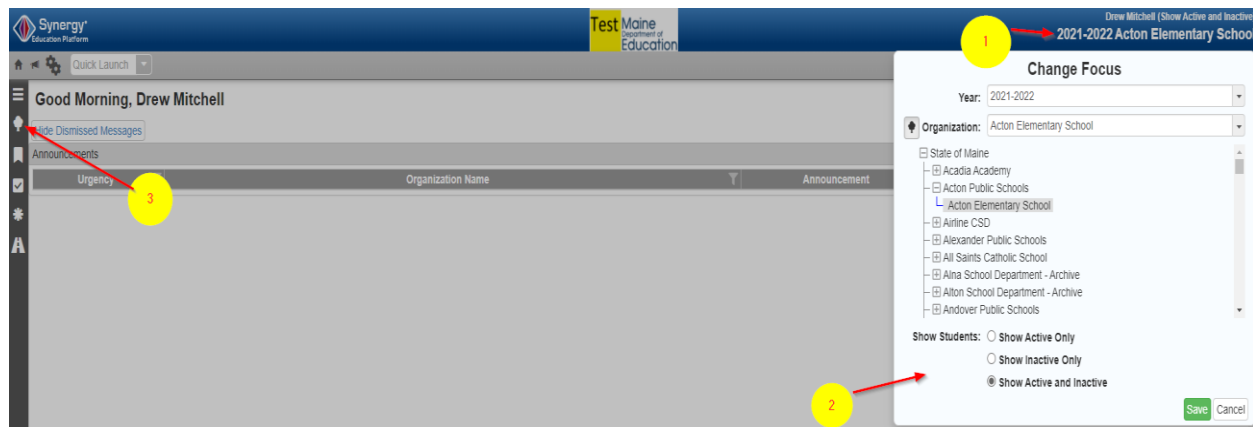 Synergy
Education Platform
Test Maine
Department of
Education
Drew Mitchell (Show Active and Inactive
2021-2022 Acton Elementary Schoo
1
Quick Launch
Good Morning, Drew Mitchell
Hide Dismissed Messages
Announcements
Urgency
Organization Name
Announcement
3
Change Focus
Year: 2021-2022
Organization: Acton Elementary School
State of Maine
Acadia Academy
Acton Public Schools
Acton Elementary School
Airline CSD
Alexander Public Schools
All Saints Catholic School
Alna School Department - Archive
Alton School Department - Archive
Andover Public Schools
Show Students: Show Active Only
Show Inactive Only
Show Active and Inactive
2
Save Cancel